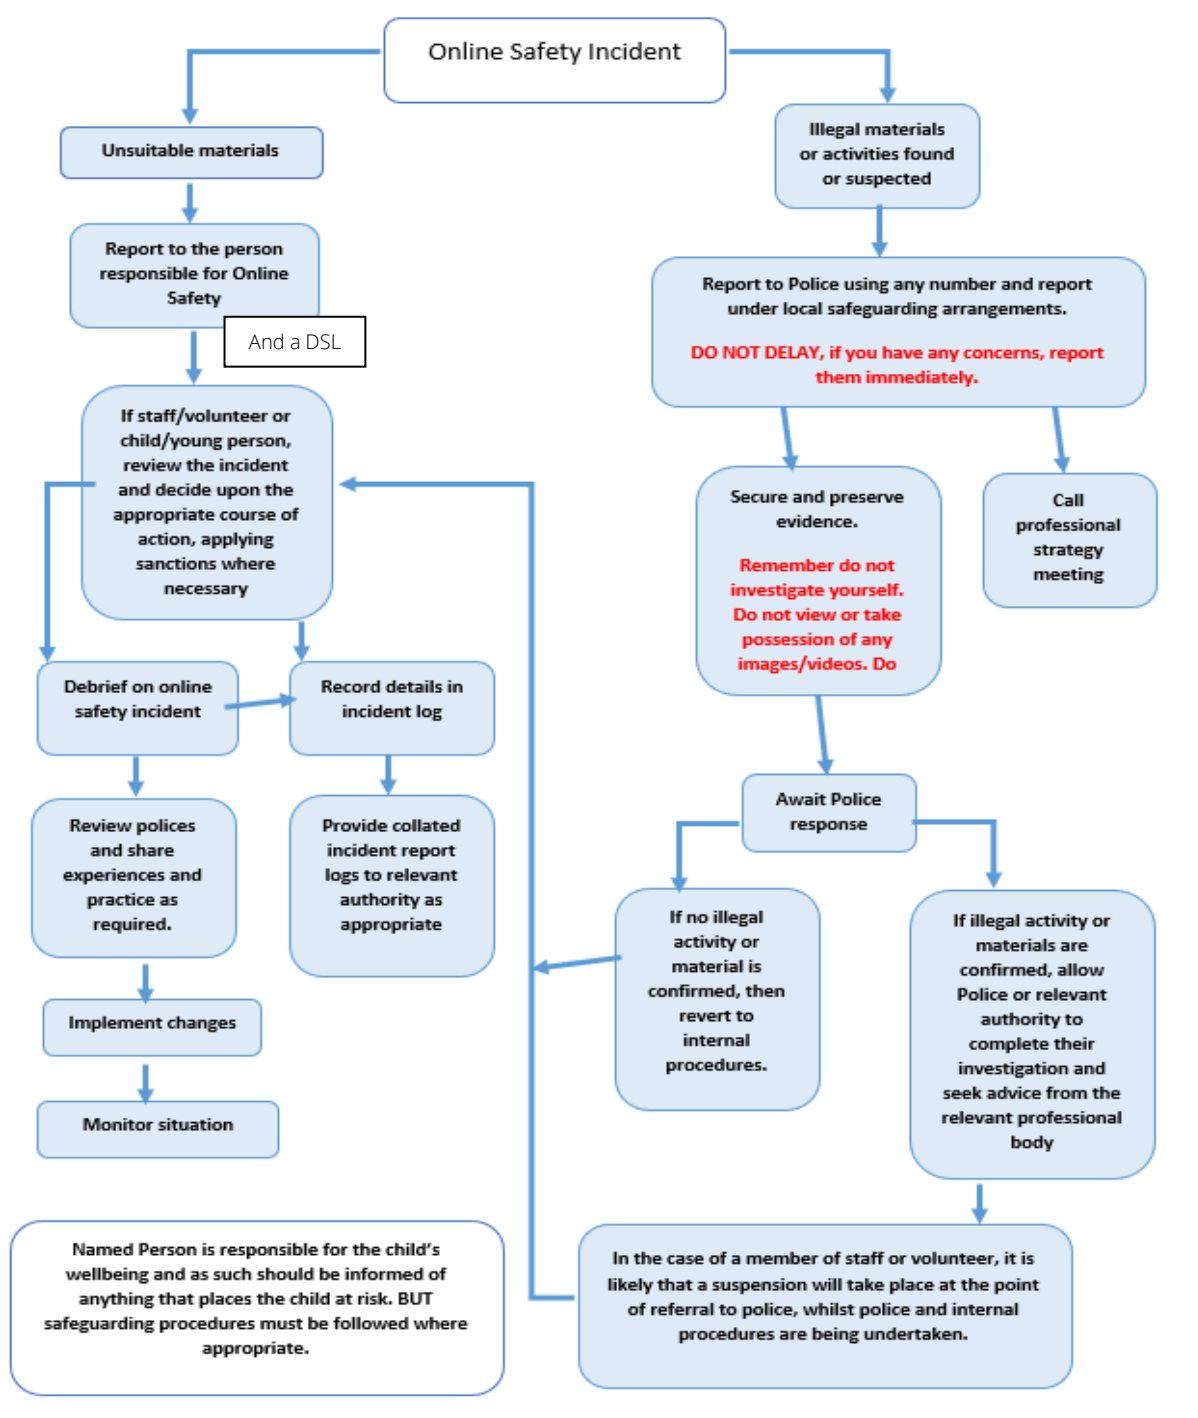 Online Safety Incident
Unsuitable materials
Report to the person
responsible for Online
Safety
And a DSL
If staff/volunteer or
child/young person,
review the incident
and decide upon the
appropriate course of
action, applying
sanctions where
necessary
Debrief on online
safety incident
Record details in
incident log
Review polices
and share
experiences and
practice as
required.
Provide collated
incident report
logs to relevant
authority as
appropriate
Implement changes
Monitor situation
Named Person is responsible for the child's
wellbeing and as such should be informed of
anything that places the child at risk. BUT
safeguarding procedures must be followed where
appropriate.
Illegal materials
or activities found
or suspected
Report to Police using any number and report
under local safeguarding arrangements.
DO NOT DELAY, if you have any concerns, report
them immediately.
Secure and preserve
evidence.
Remember do not
investigate yourself.
Do not view or take
possession of any
images/videos. Do
Call
professional
strategy
meeting
Await Police
response
If no illegal
activity or
material is
confirmed, then
revert to
internal
procedures.
If illegal activity or
materials are
confirmed, allow
Police or relevant
authority to
complete their
investigation and
seek advice from the
relevant professional
body
In the case of a member of staff or volunteer, it is
likely that a suspension will take place at the point
of referral to police, whilst police and internal
procedures are being undertaken.